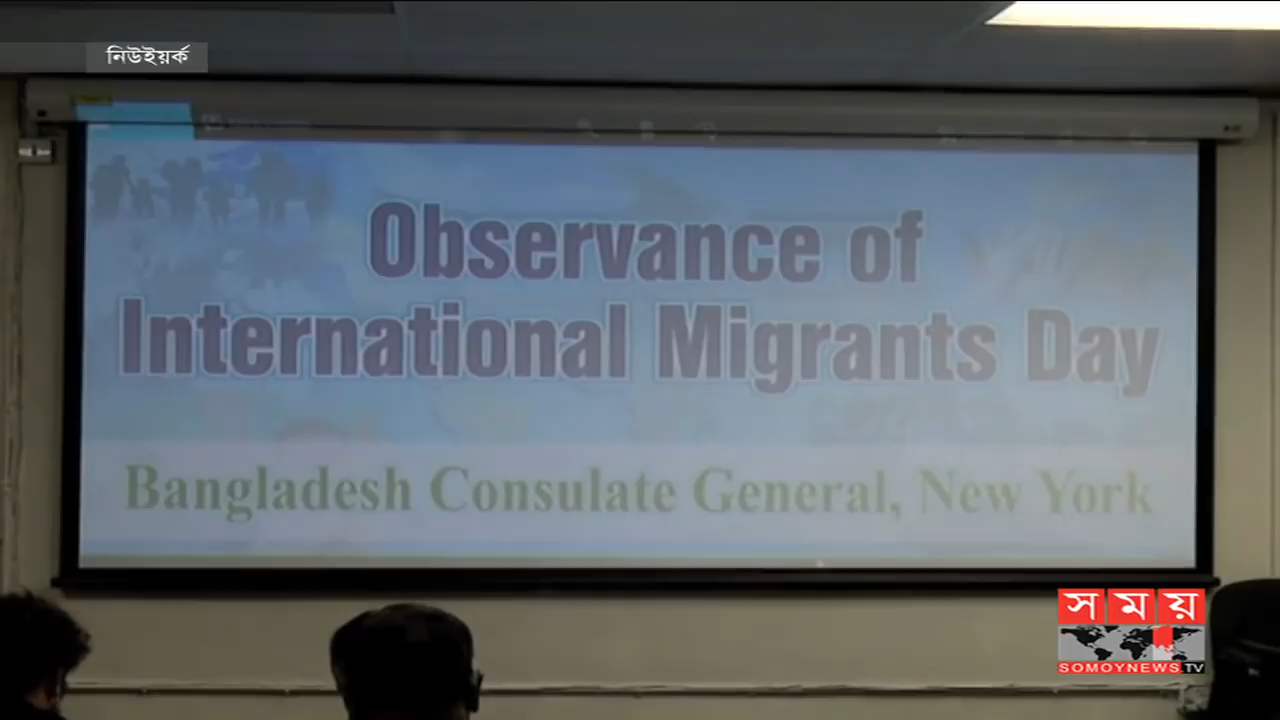 নিউইয়র্ক
Observance of
International Migrants Day
Bangladesh Consulate General, New York
সময়
SOMOYNEWS.TV